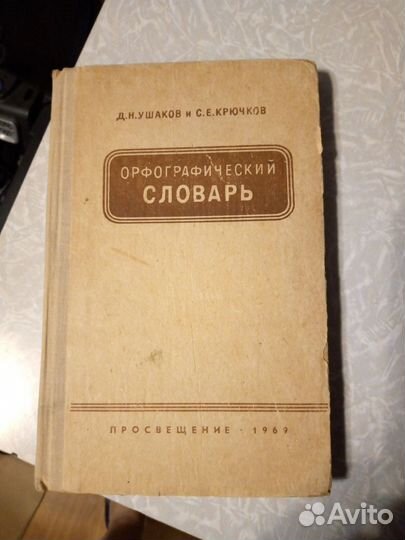 Д.Н.УШАКОВ и С.Е.КРЮЧКОВ
ОРФОГРАФИЧЕСКИЙ
СЛОВАРЬ
ПРОСВЕЩЕНИЕ · 1969
Avito